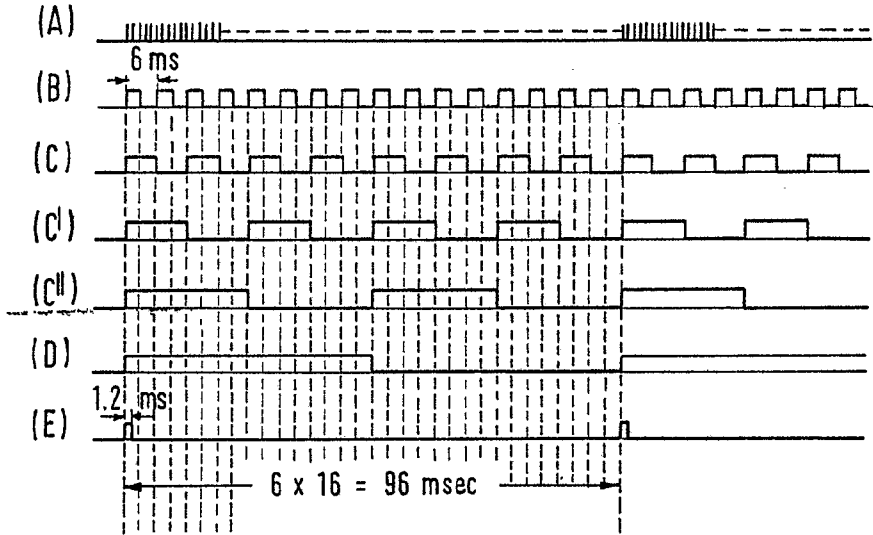 (A)
6 ms
(B)
(C)
(C')
(C")
(D)
1.2 ms
(E)
6 x 16 = 96 msec